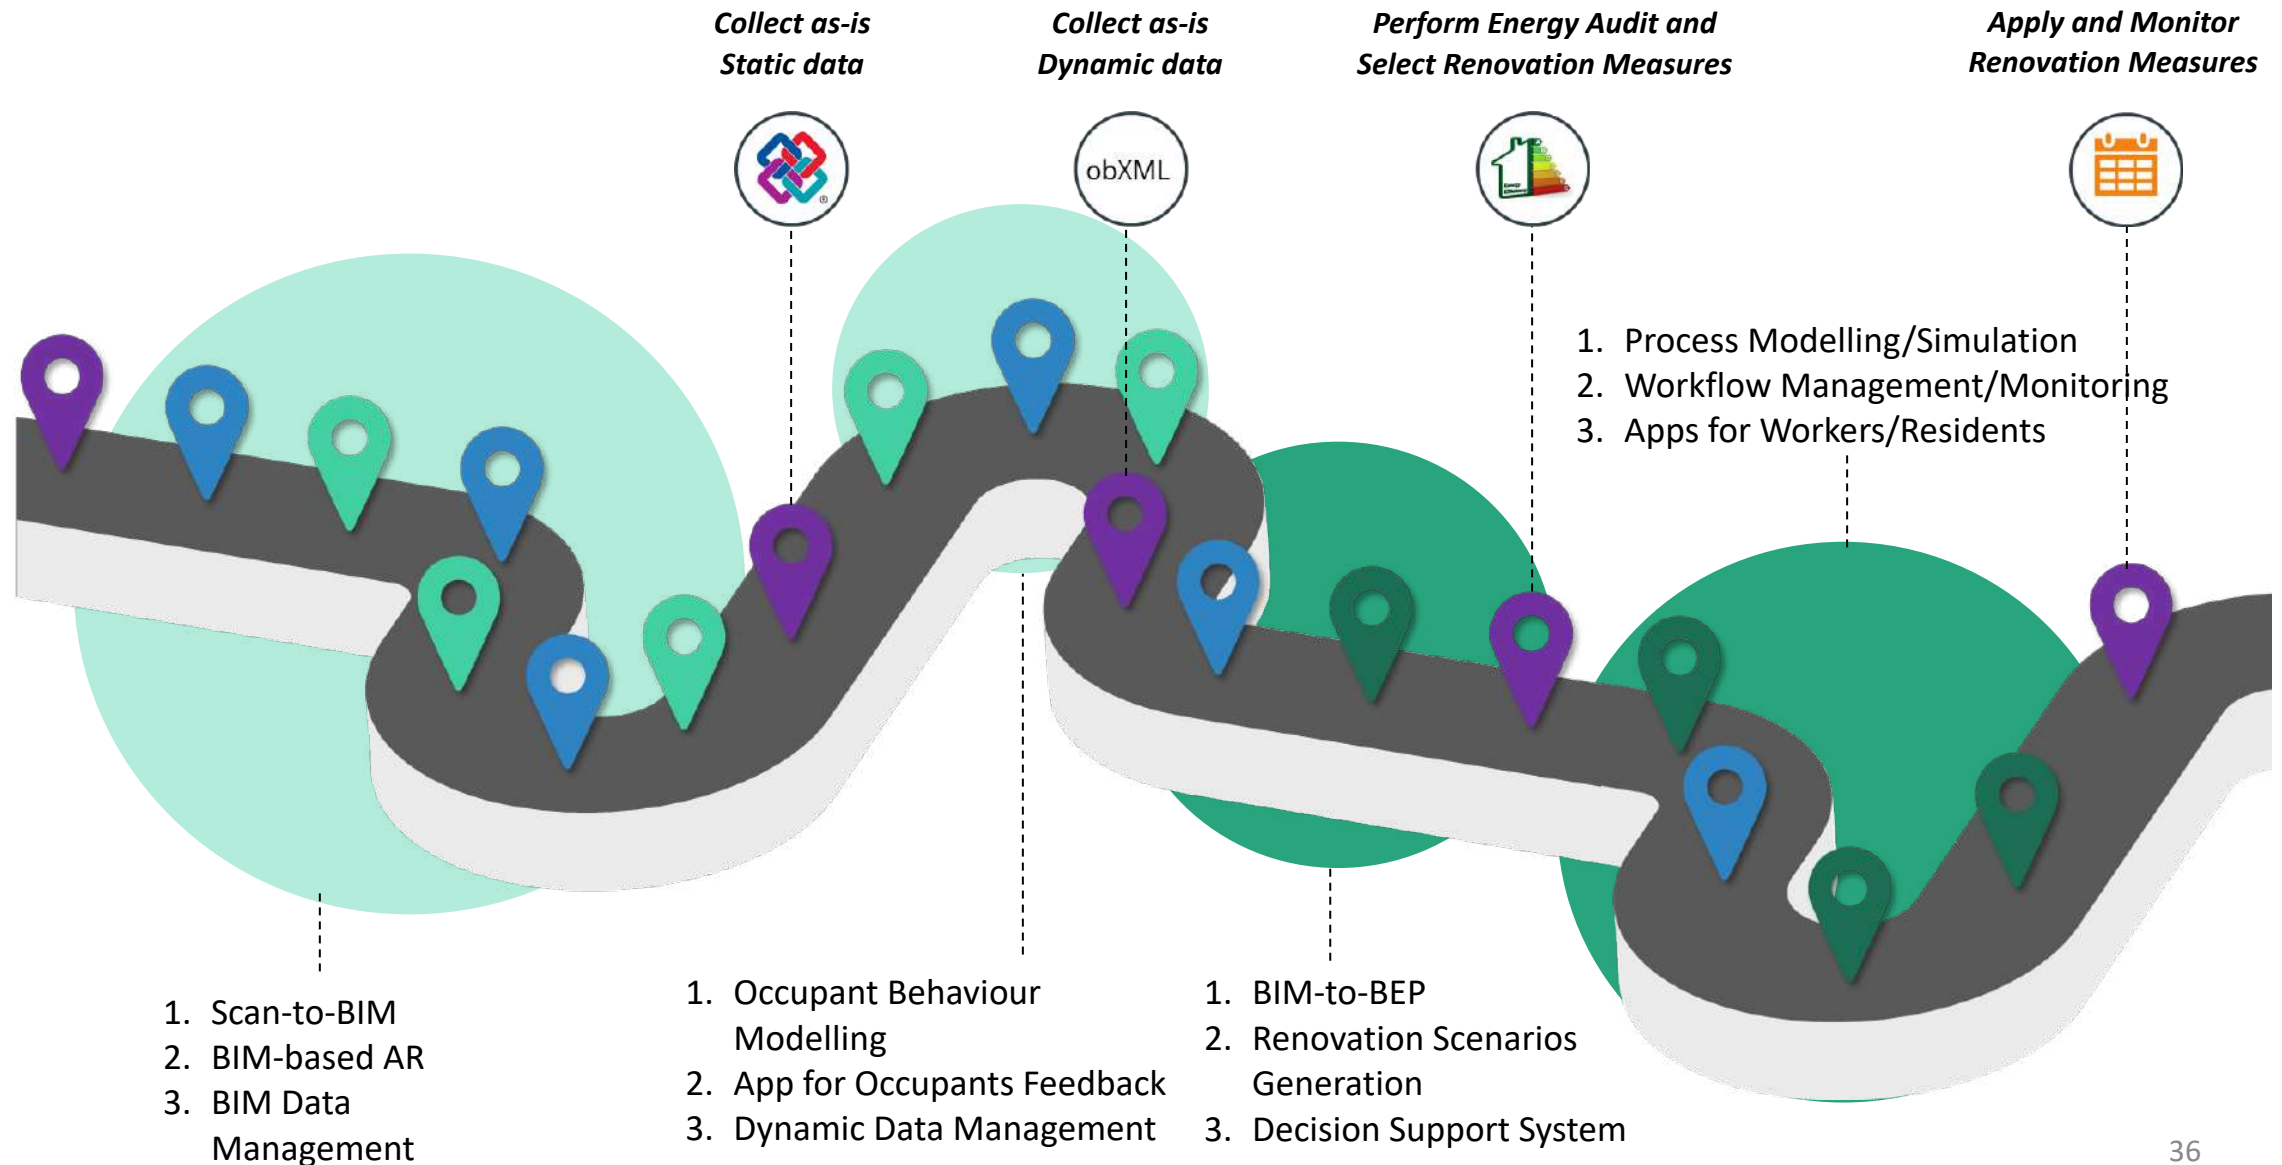 Collect as-is
Static data
Collect as-is
Dynamic data
Perform Energy Audit and
Select Renovation Measures
Apply and Monitor
Renovation Measures
®
obXML
Energy
Efficiency
1. Process Modelling/Simulation
2. Workflow Management/Monitoring
3. Apps for Workers/Residents
1. Scan-to-BIM
2. BIM-based AR
3. BIM Data
Management
1. Occupant Behaviour
Modelling
2. App for Occupants Feedback
3. Dynamic Data Management
1. BIM-to-BEP
2. Renovation Scenarios
Generation
3. Decision Support System
36